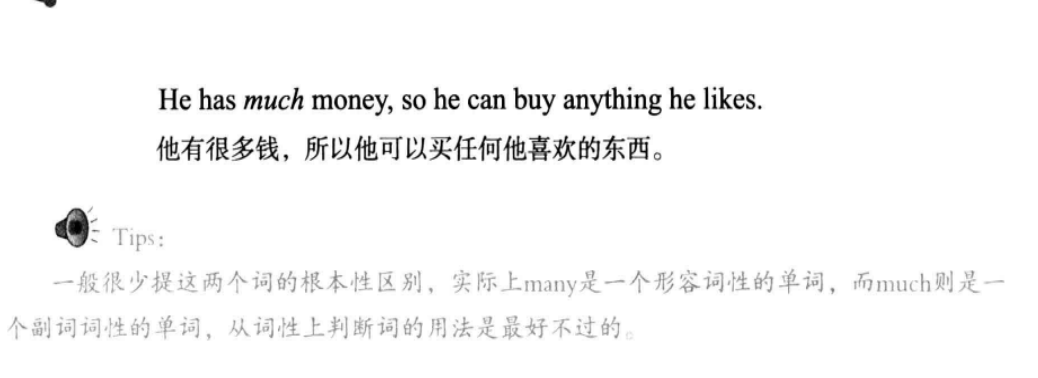 He has much money, so he can buy anything he likes.
他有很多钱，所以他可以买任何他喜欢的东西。
Tips：
一般很少提这两个词的根本性区别，实际上many是一个形容词性的单词，而much则是一
个副词词性的单词，从词性上判断词的用法是最好不过的。